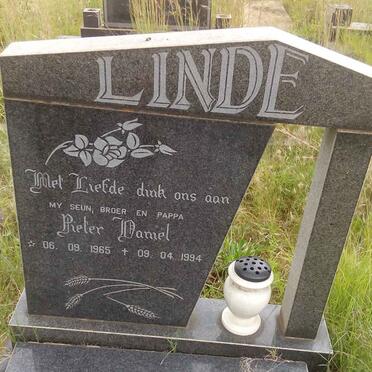 LINDE
Met Liefde dink ons aan
MY SEUN, BROER EN PAPPA
Pieter Daniel
* 06. 09. 1965 + 09. 04. 1994